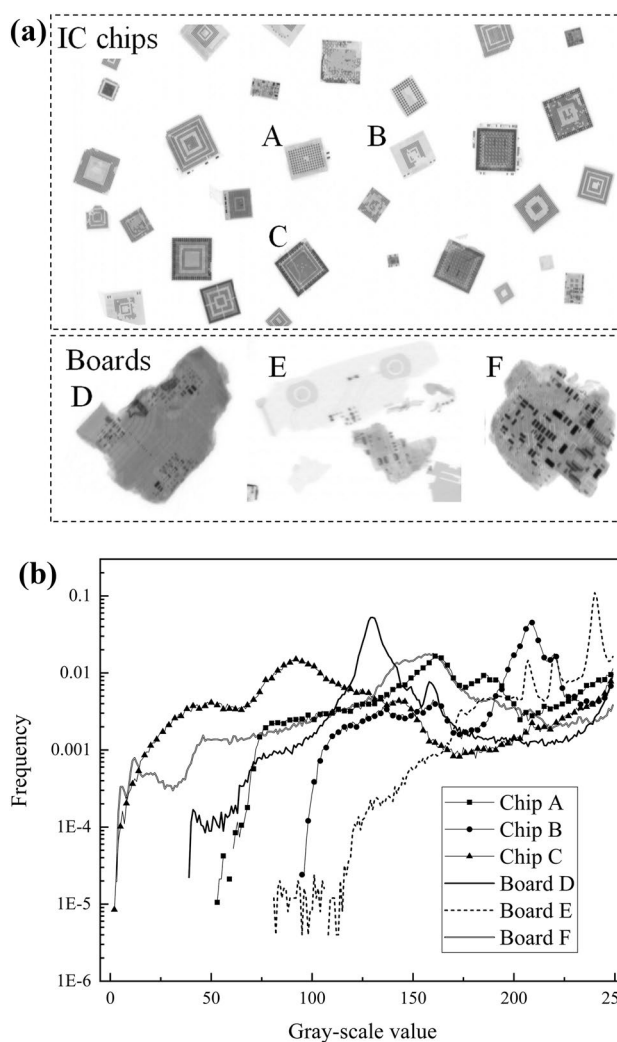 (a)
IC chips
A
B
C
Boards
D
E
F
(b)
0.1
0.01
0.001
1E-4
1E-5
1E-6
Frequency
Chip A
Chip B
Chip C
Board D
Board E
Board F
0 50 100 150 200 250
Gray-scale value